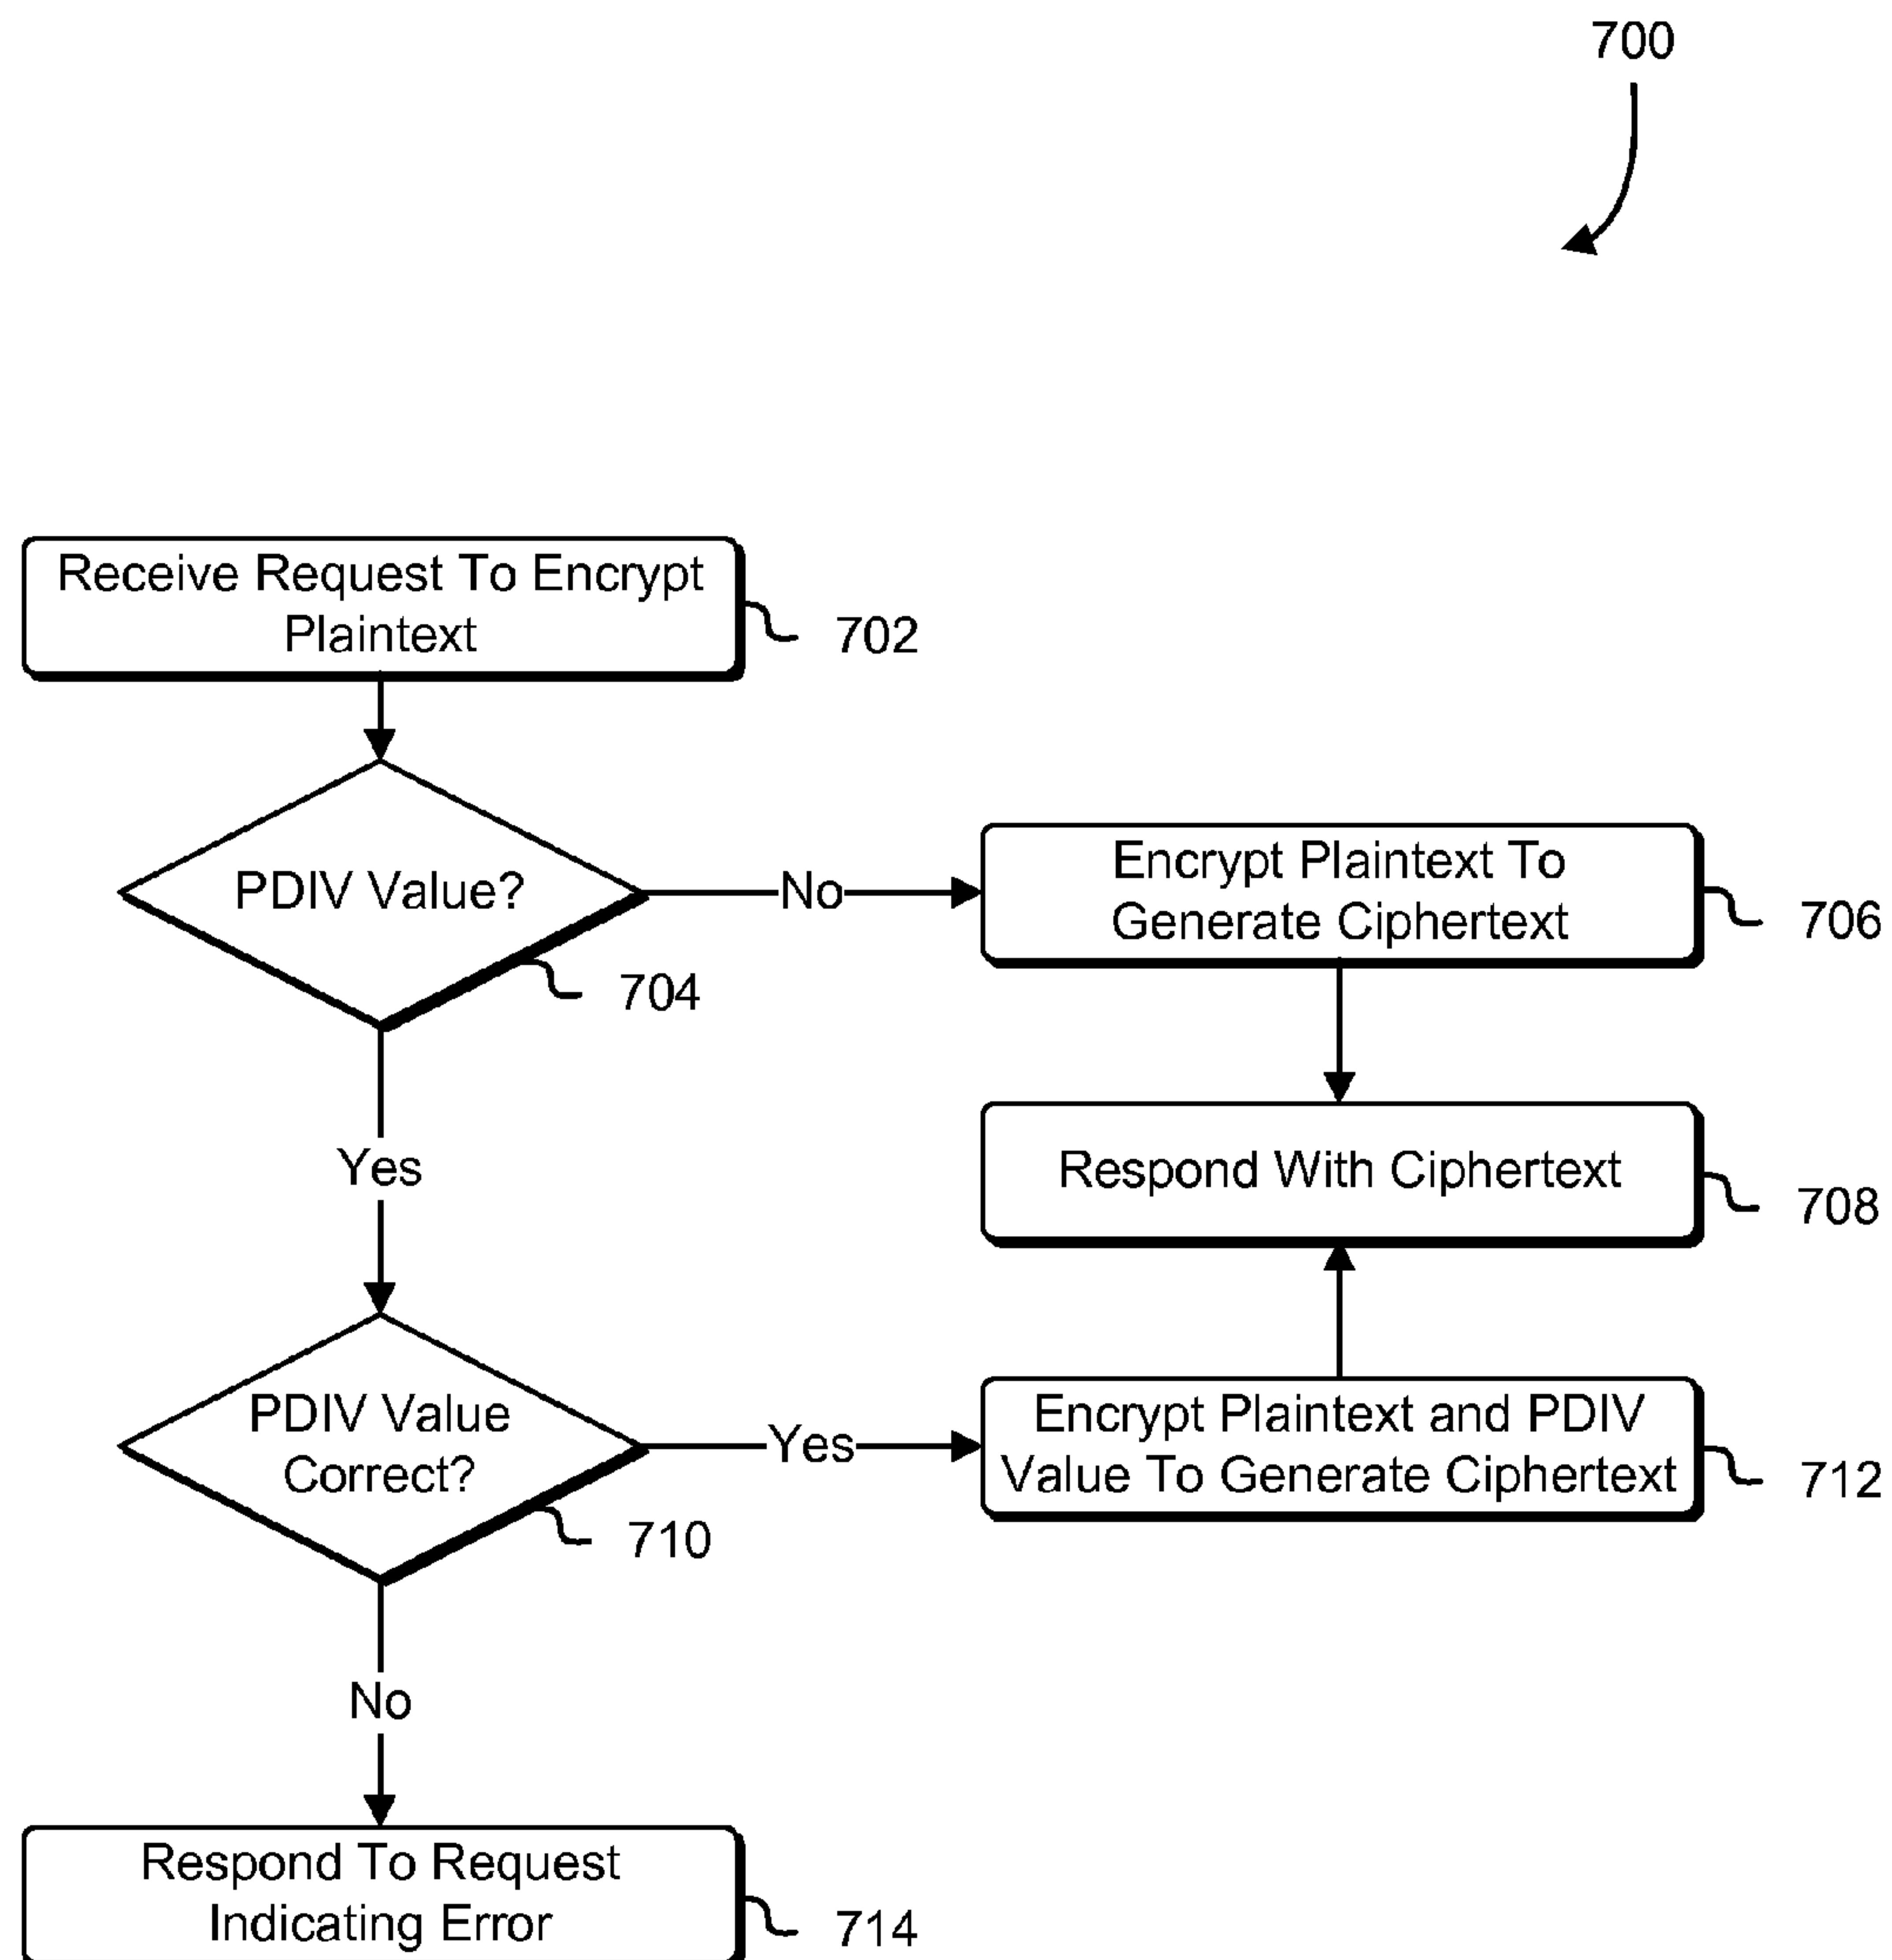 700
Receive Request To Encrypt
Plaintext
702
PDIV Value?
704
No
Encrypt Plaintext To
Generate Ciphertext
706
Yes
Respond With Ciphertext
708
PDIV Value
Correct?
710
Yes
Encrypt Plaintext and PDIV
Value To Generate Ciphertext
712
No
Respond To Request
Indicating Error
714